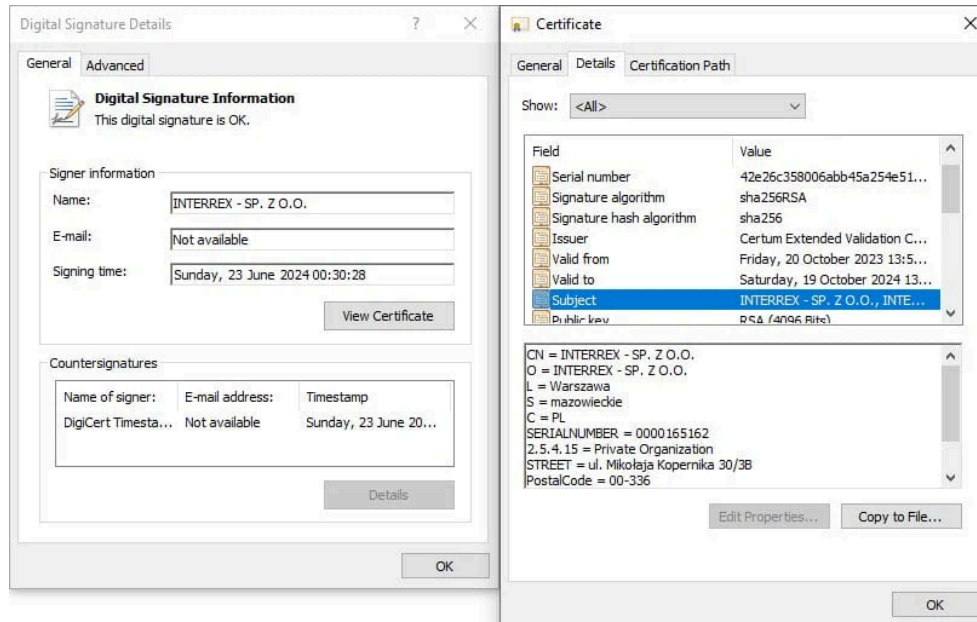 Digital Signature Details
General Advanced
Digital Signature Information
This digital signature is OK.
Signer information
Name: INTERREX - SP. Z O.O.
E-mail: Not available
Signing time: Sunday, 23 June 2024 00:30:28
View Certificate
Countersignatures
Name of signer: E-mail address: Timestamp
DigiCert Timesta... Not available Sunday, 23 June 20...
Details
OK
Certificate
General Details Certification Path
Show: <All>
Field Value
Serial number 42e26c358006abb45a254e51...
Signature algorithm sha256RSA
Signature hash algorithm sha256
Issuer Certum Extended Validation C...
Valid from Friday, 20 October 2023 13:5...
Valid to Saturday, 19 October 2024 13...
Subject INTERREX - SP. Z O.O., INTE...
Public key RSA (4096 Bits)
CN = INTERREX - SP. Z O.O.
O = INTERREX - SP. Z O.O.
L = Warszawa
S = mazowieckie
C = PL
SERIALNUMBER = 0000165162
2.5.4.15 = Private Organization
STREET = ul. Mikołaja Kopernika 30/3B
PostalCode = 00-336
Edit Properties... Copy to File...
OK